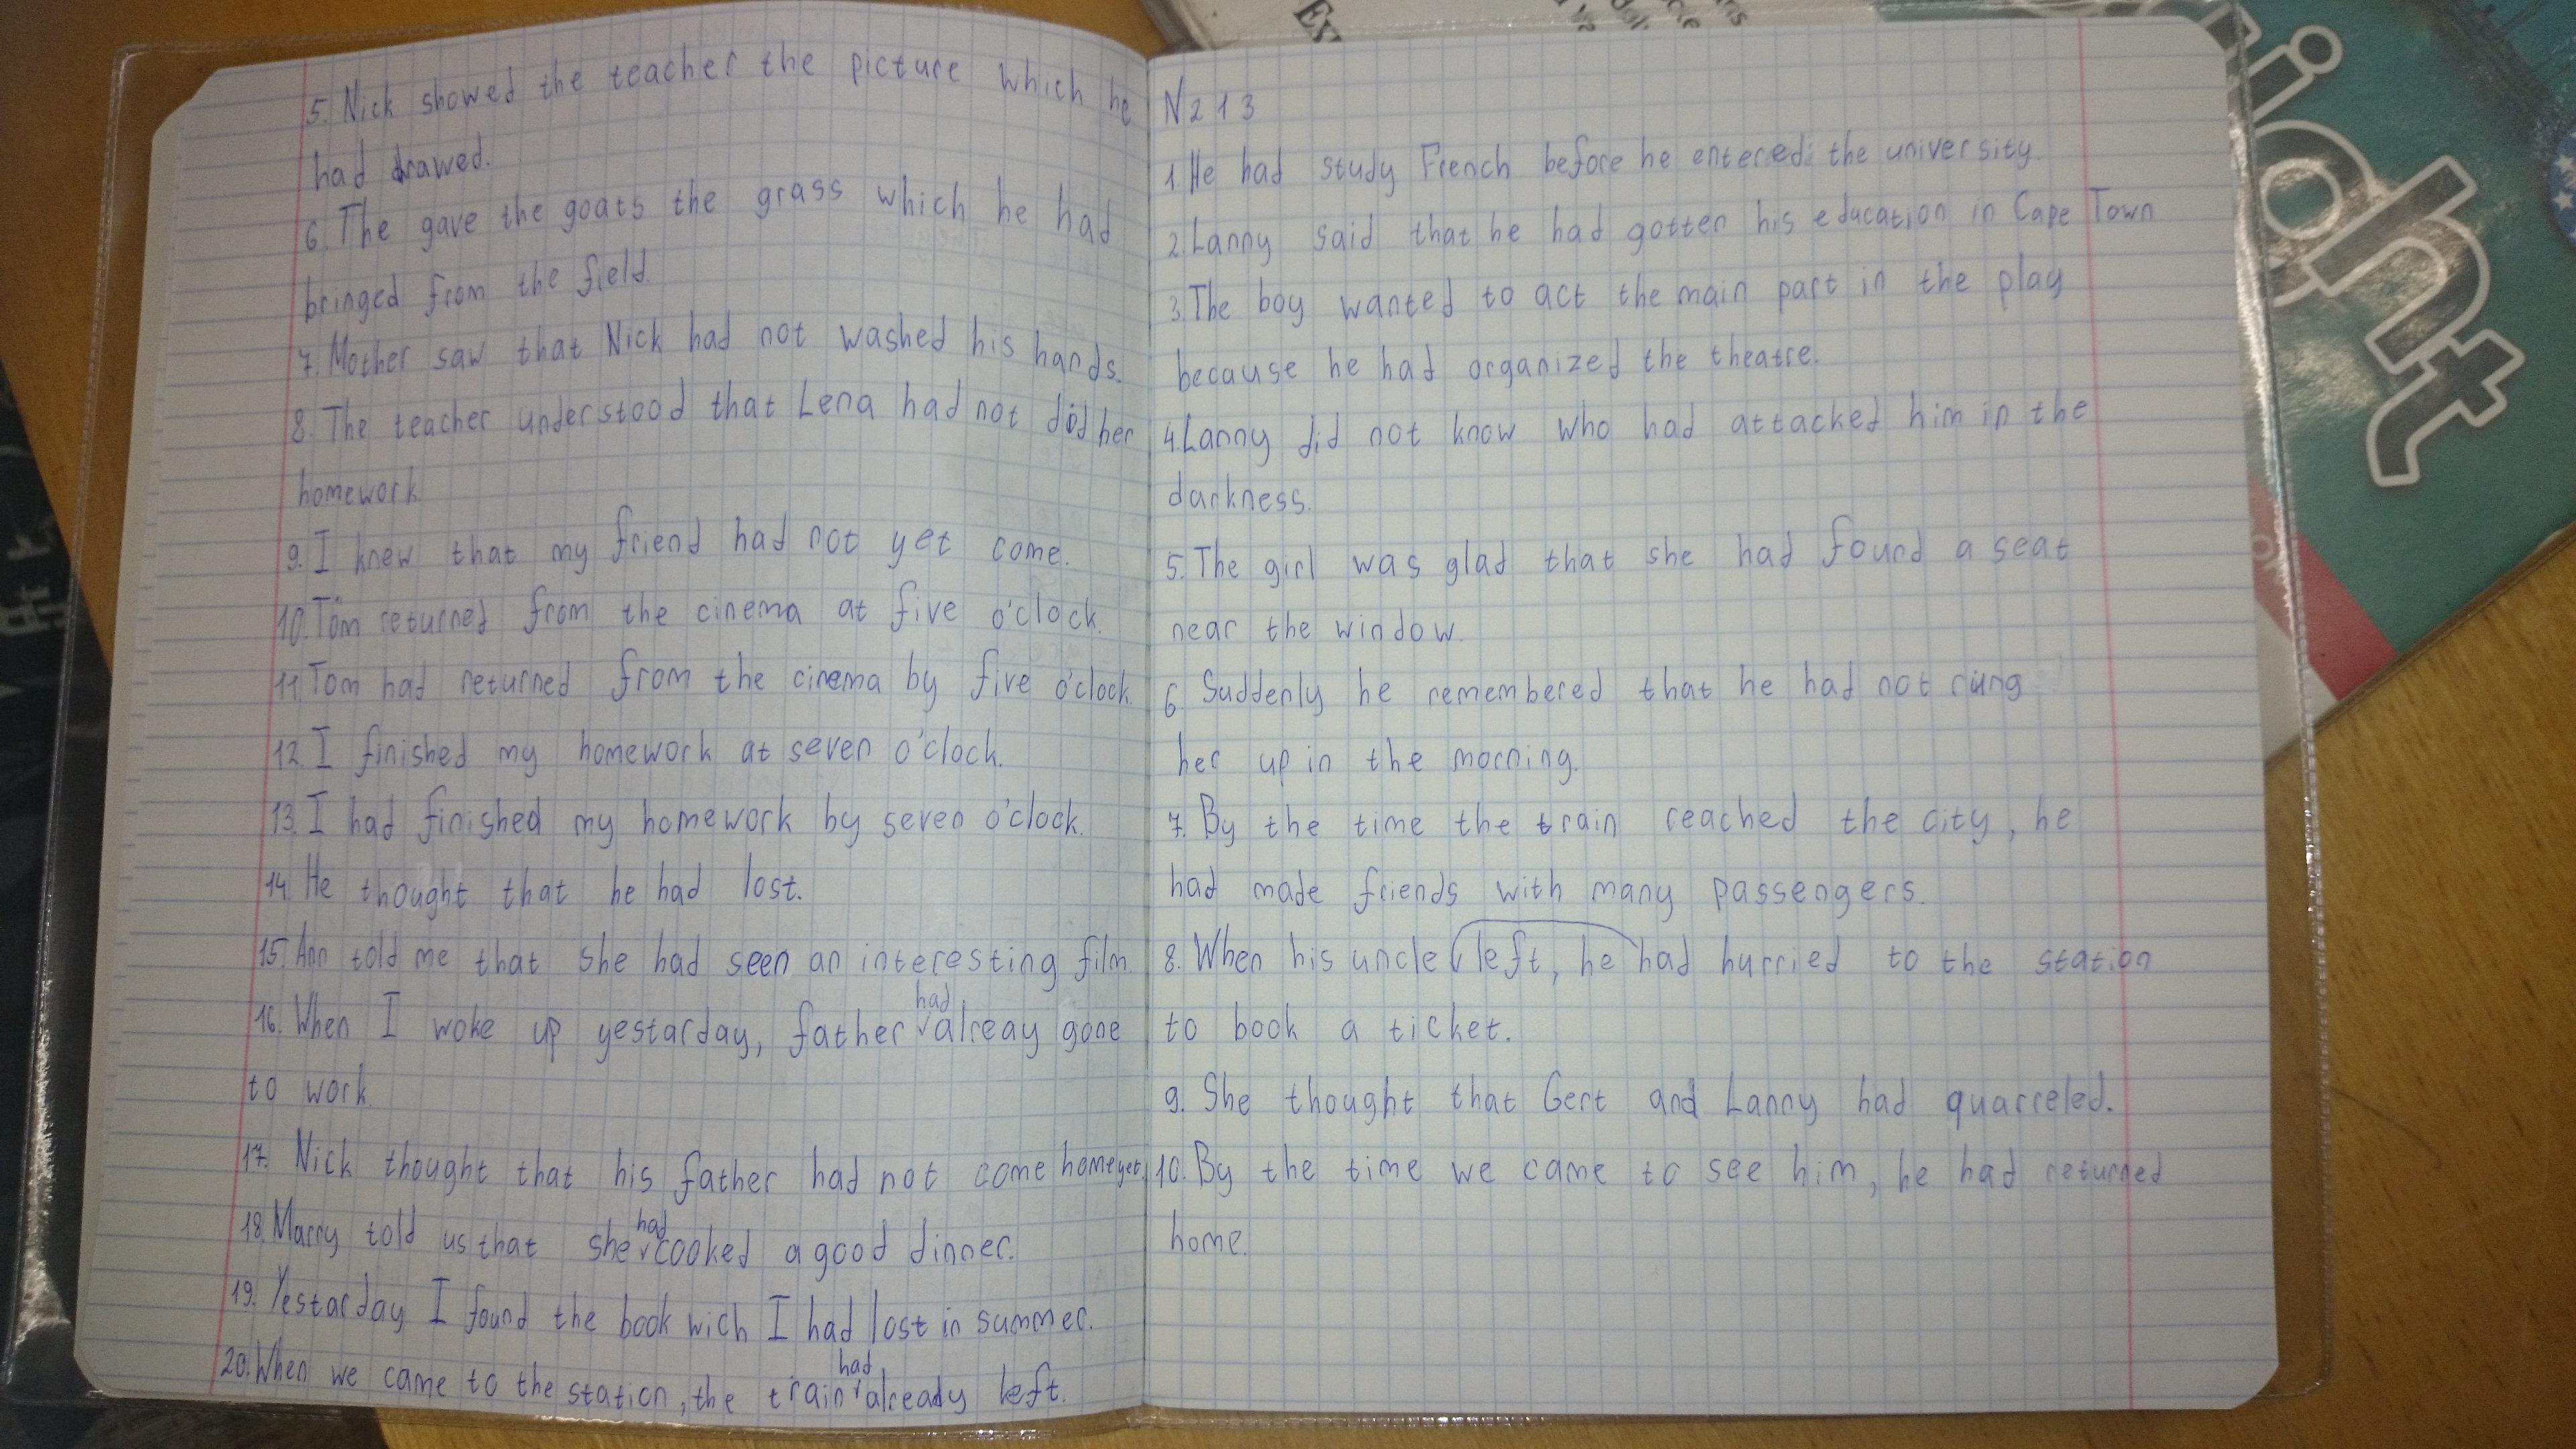 5. Nick showed the teacher the picture which he
had drawed.
6. The gave the goats the grass which he had
bringed from the field.
7. Mother saw that Nick had not washed his hands.
8. The teacher understood that Lena had not did her
homework.
9. I knew that my friend had not yet come.
10. Tom returned from the cinema at five o'clock.
11. Tom had returned from the cinema by five o'clock.
12. I finished my homework at seven o'clock.
13. I had finished my homework by seven o'clock.
14. He thought that he had lost.
15. Ann told me that she had seen an interesting film.
16. When I woke up yestarday, father had alreay gone
to work.
17. Nick thought that his father had not come home yet.
18. Marry told us that she had cooked a good dinner.
19. Yestarday I found the book wich I had lost in summer.
20. When we came to the station, the train had already left.
N213
1. He had study French before he entered the university.
2. Lanny said that he had gotten his education in Cape Town
3. The boy wanted to act the main part in the play
because he had organized the theatre.
4. Lanny did not know who had attacked him in the
darkness.
5. The girl was glad that she had found a seat
near the window.
6. Suddenly he remembered that he had not rung
her up in the morning.
7. By the time the train reached the city, he
had made friends with many passengers.
8. When his uncle left, he had hurried to the station
to book a ticket.
9. She thought that Gert and Lanny had quarreled.
10. By the time we came to see him, he had returned
home.